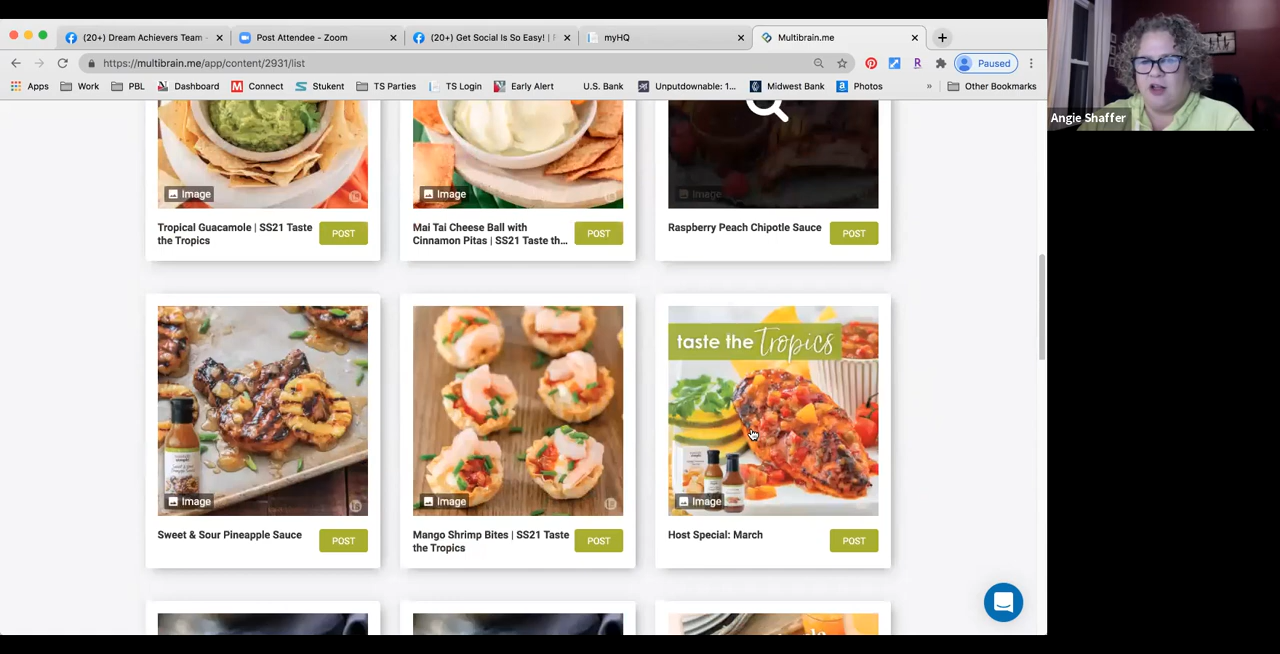 (20+) Dream Achievers Team -
Post Attendee - Zoom
(20+) Get Social Is So Easy! | F
myHQ
Multibrain.me
https://multibrain.me/app/content/2931/list
Paused
Apps
Work
PBL
Dashboard
Connect
Stukent
TS Parties
TS Login
Early Alert
U.S. Bank
Unputdownable: 1...
Midwest Bank
Photos
»
Other Bookmarks
Angie Shaffer
Image
Image
Image
Tropical Guacamole | SS21 Taste
the Tropics
POST
Mai Tai Cheese Ball with
Cinnamon Pitas | SS21 Taste th...
POST
Raspberry Peach Chipotle Sauce
POST
taste the Tropics
Image
Image
Image
Sweet & Sour Pineapple Sauce
POST
Mango Shrimp Bites | SS21 Taste
the Tropics
POST
Host Special: March
POST